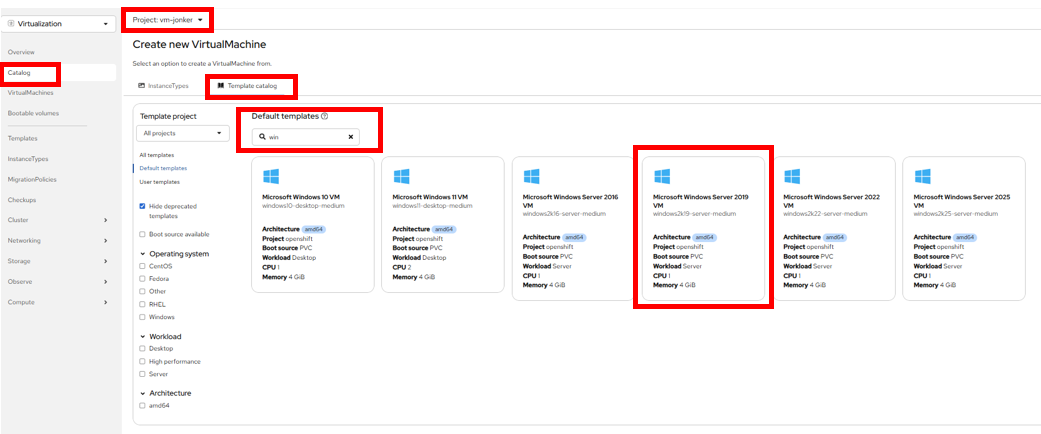 Virtualization
Project: vm-jonker
Create new VirtualMachine
Select an option to create a VirtualMachine from.
InstanceTypes
Template catalog
Overview
Catalog
VirtualMachines
Bootable volumes
Templates
InstanceTypes
MigrationPolicies
Checkups
Cluster
Networking
Storage
Observe
Compute
Template project
All projects
All templates
Default templates
User templates
Hide deprecated
templates
Boot source available
Operating system
CentOS
Fedora
Other
RHEL
Windows
Workload
Desktop
High performance
Server
Architecture
amd64
Default templates
win
Microsoft Windows 10 VM
windows10-desktop-medium
Architecture amd64
Project openshift
Boot source PVC
Workload Desktop
CPU 1
Memory 4 GiB
Microsoft Windows 11 VM
windows11-desktop-medium
Architecture amd64
Project openshift
Boot source PVC
Workload Desktop
CPU 2
Memory 4 GiB
Microsoft Windows Server 2016
VM
windows2k16-server-medium
Architecture amd64
Project openshift
Boot source PVC
Workload Server
CPU 1
Memory 4 GiB
Microsoft Windows Server 2019
VM
windows2k19-server-medium
Architecture amd64
Project openshift
Boot source PVC
Workload Server
CPU 1
Memory 4 GiB
Microsoft Windows Server 2022
VM
windows2k22-server-medium
Architecture amd64
Project openshift
Boot source PVC
Workload Server
CPU 1
Memory 4 GiB
Microsoft Windows Server 2025
VM
windows2k25-server-medium
Architecture amd64
Project openshift
Boot source PVC
Workload Server
CPU 1
Memory 4 GiB